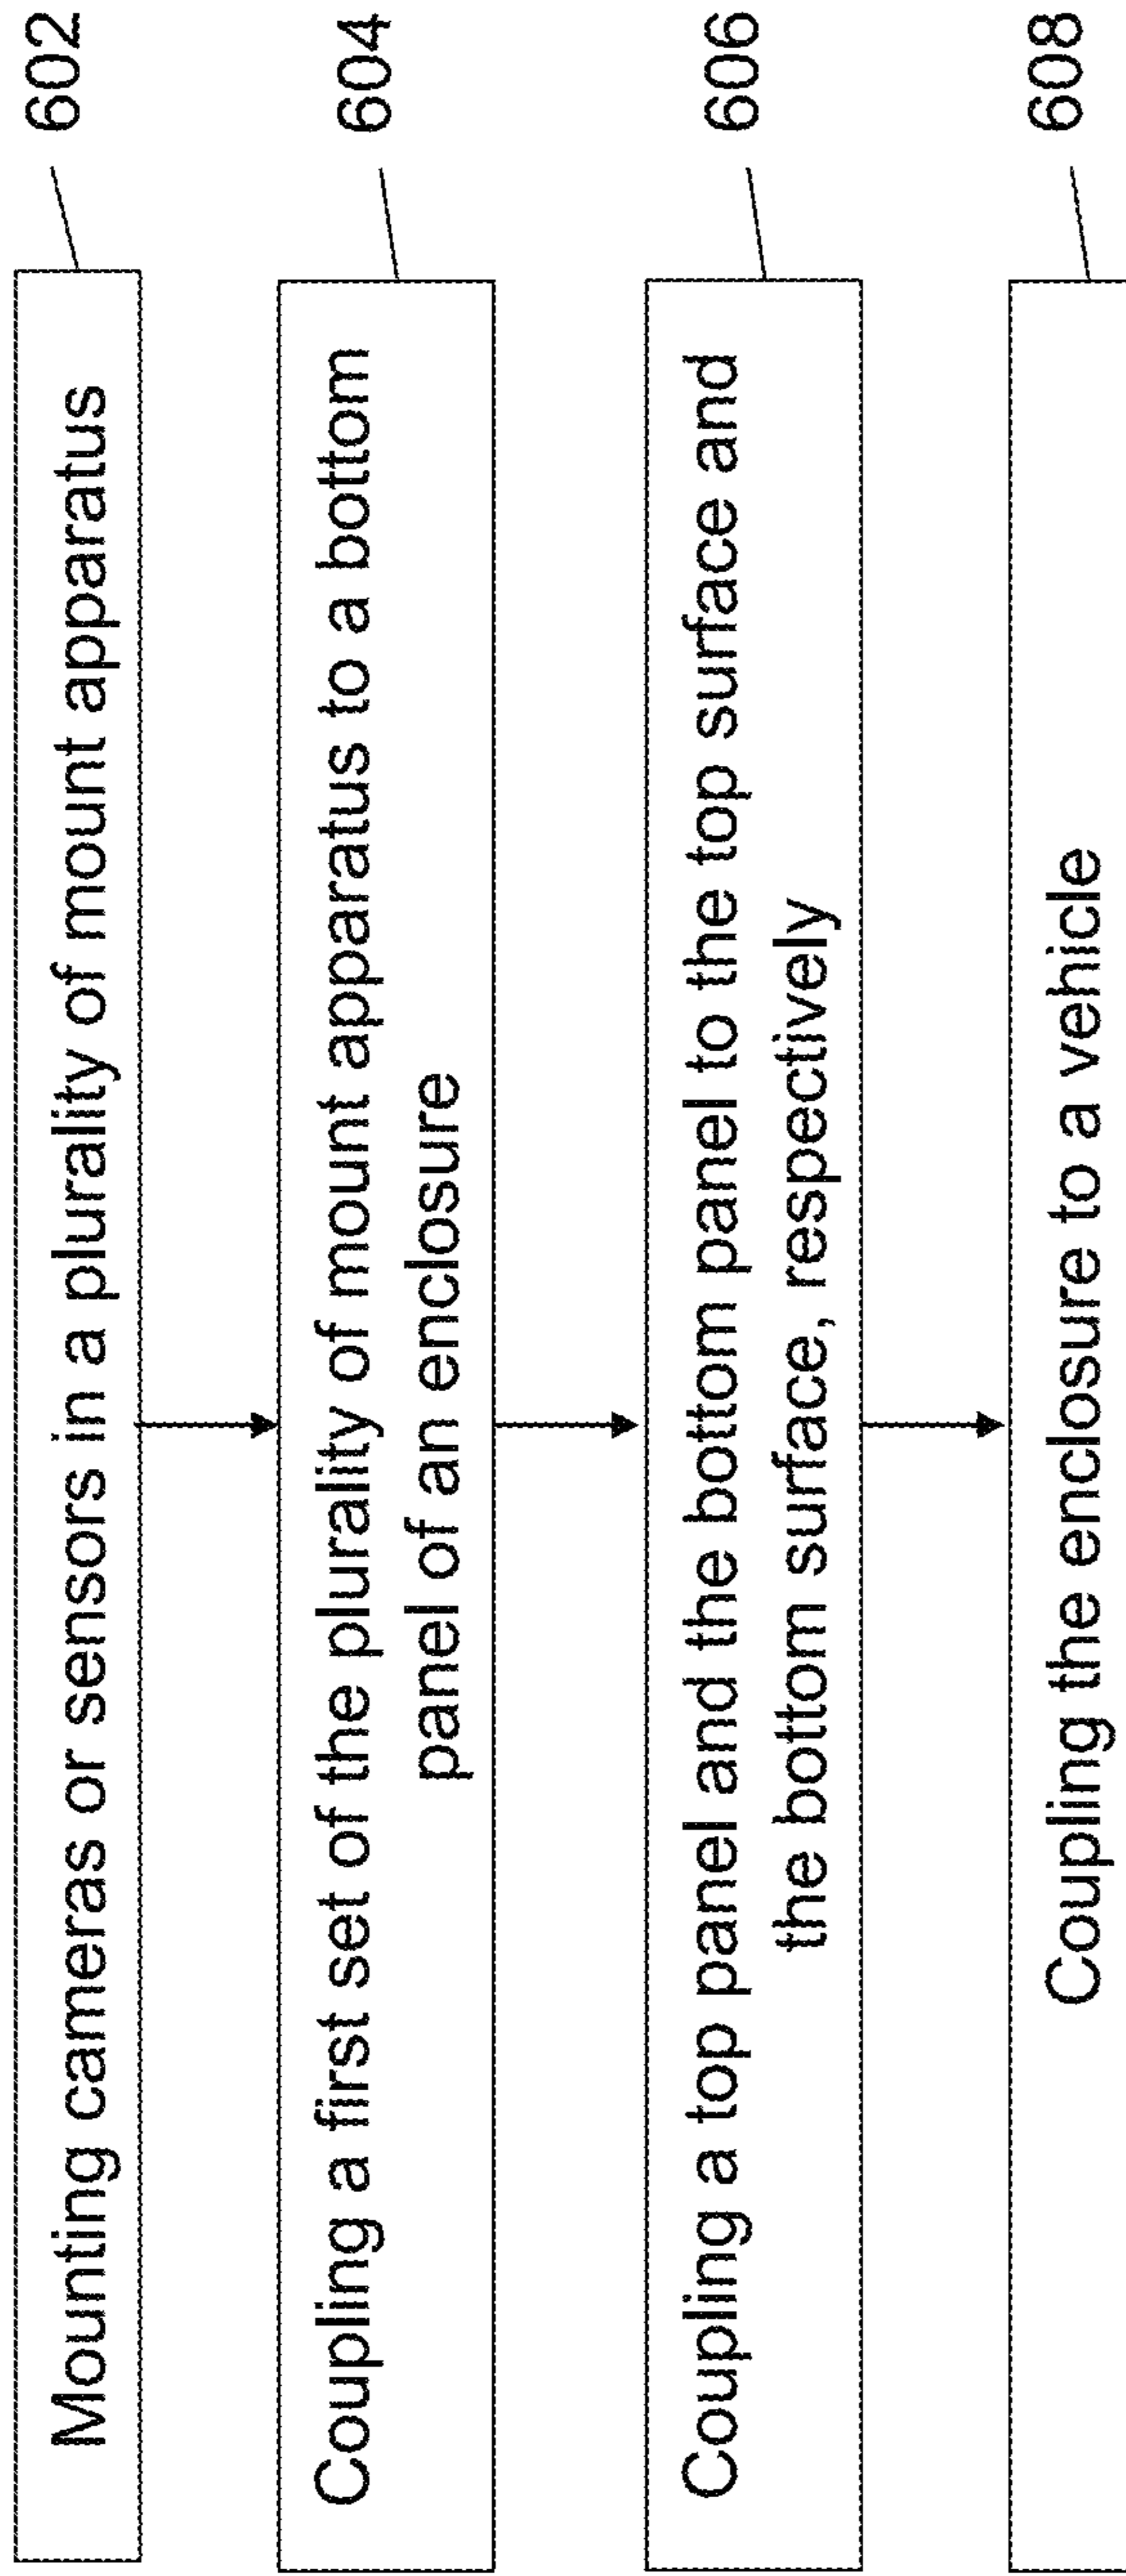 Mounting cameras or sensors in a plurality of mount apparatus
602
Coupling a first set of the plurality of mount apparatus to a bottom
panel of an enclosure
604
Coupling a top panel and the bottom panel to the top surface and
the bottom surface, respectively
606
Coupling the enclosure to a vehicle
608